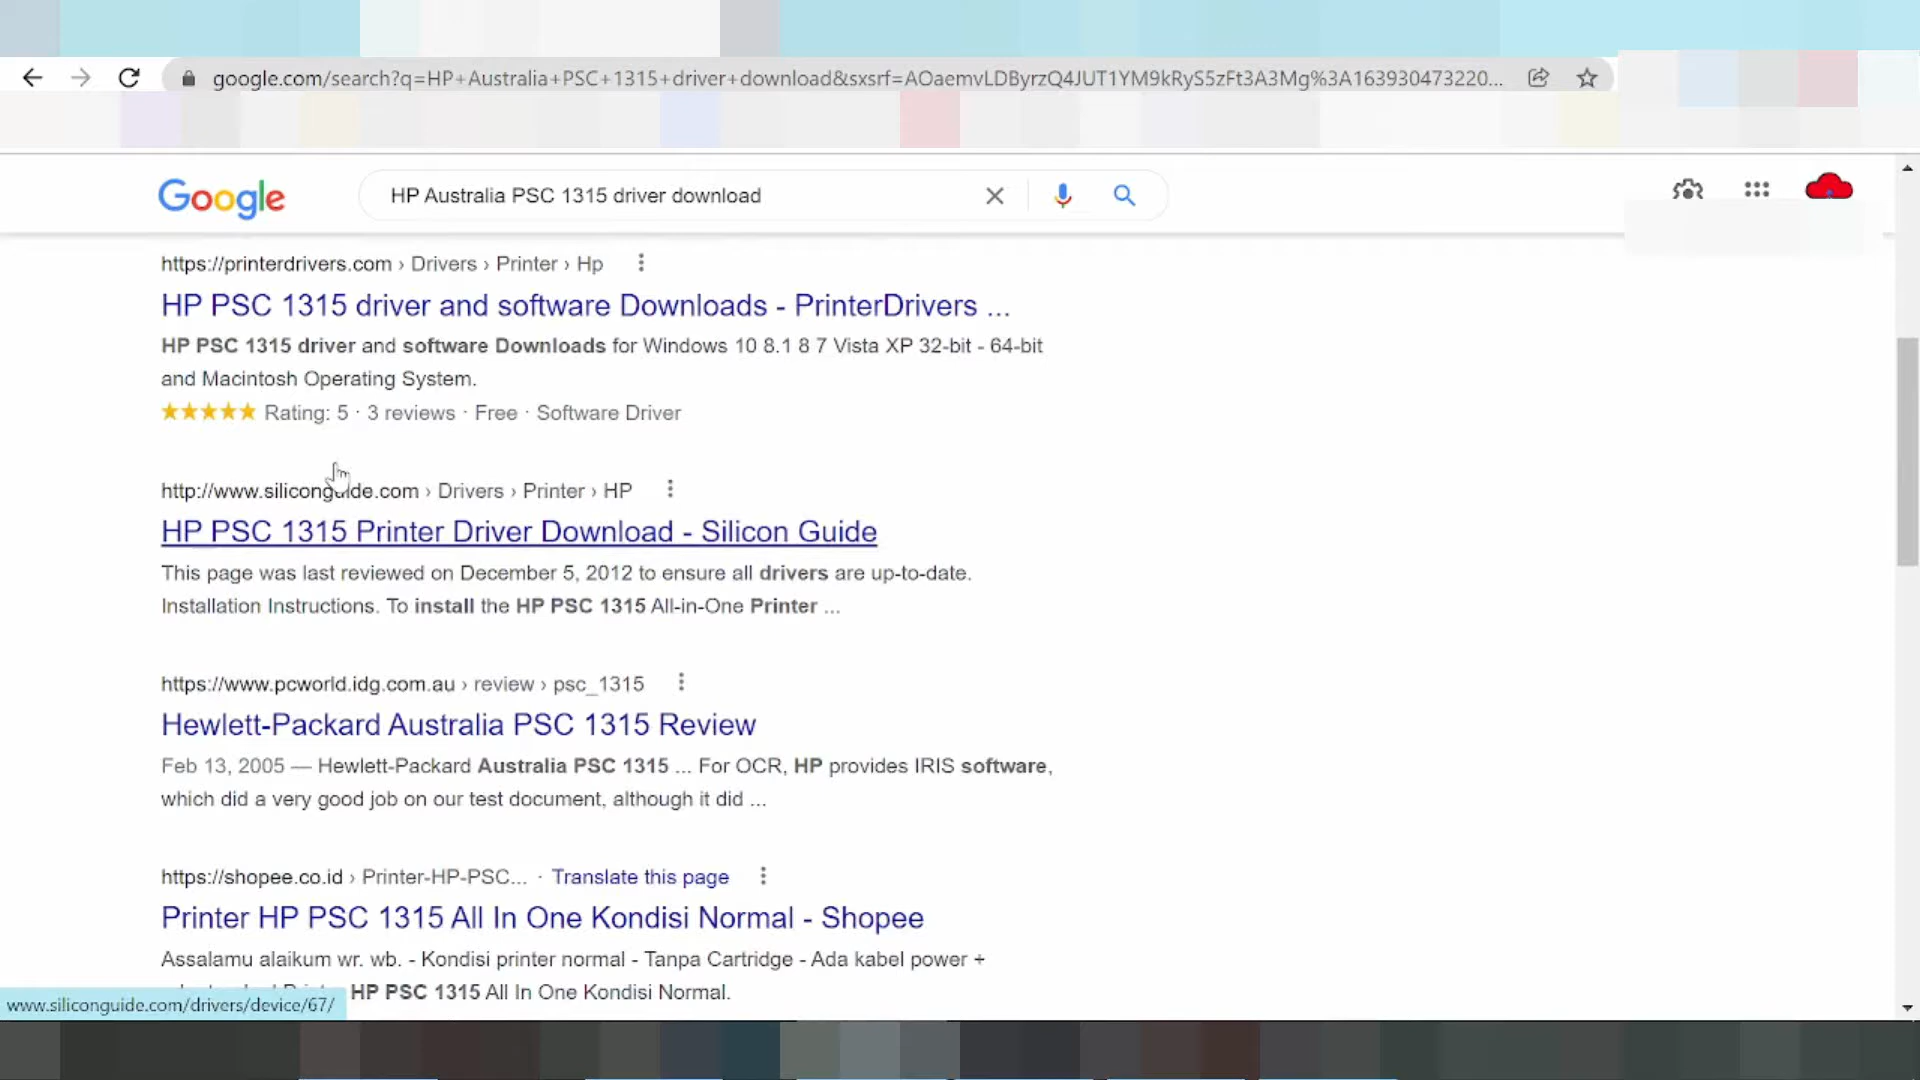 google.com/search?q=HP+Australia+PSC+1315+driver+download&sxsrf=AOaemvLDByrzQ4JUT1YM9kRyS5zFt3A3Mg%3A163930473220...
Google
HP Australia PSC 1315 driver download
https://printerdrivers.com › Drivers › Printer › Hp
HP PSC 1315 driver and software Downloads - PrinterDrivers ...
HP PSC 1315 driver and software Downloads for Windows 10 8.1 8 7 Vista XP 32-bit - 64-bit
and Macintosh Operating System.
★★★★★ Rating: 5 · 3 reviews · Free · Software Driver
http://www.siliconguide.com › Drivers › Printer › HP
HP PSC 1315 Printer Driver Download - Silicon Guide
This page was last reviewed on December 5, 2012 to ensure all drivers are up-to-date.
Installation Instructions. To install the HP PSC 1315 All-in-One Printer ...
https://www.pcworld.idg.com.au › review › psc_1315
Hewlett-Packard Australia PSC 1315 Review
Feb 13, 2005 — Hewlett-Packard Australia PSC 1315 ... For OCR, HP provides IRIS software,
which did a very good job on our test document, although it did ...
https://shopee.co.id › Printer-HP-PSC... · Translate this page
Printer HP PSC 1315 All In One Kondisi Normal - Shopee
Assalamu alaikum wr. wb. - Kondisi printer normal - Tanpa Cartridge - Ada kabel power +
HP PSC 1315 All In One Kondisi Normal.
www.siliconguide.com/drivers/device/67/